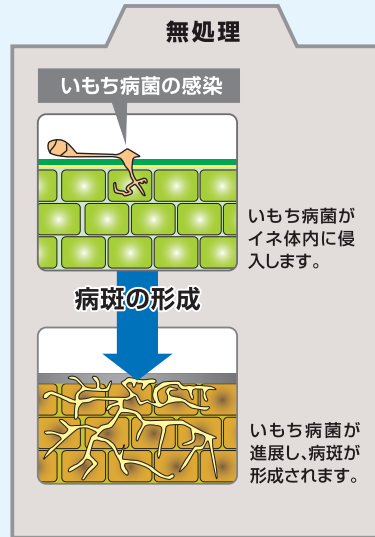 無処理
いもち病菌の感染
いもち病菌が
イネ体内に侵
入します。
病斑の形成
いもち病菌が
進展し、病斑が
形成されます。